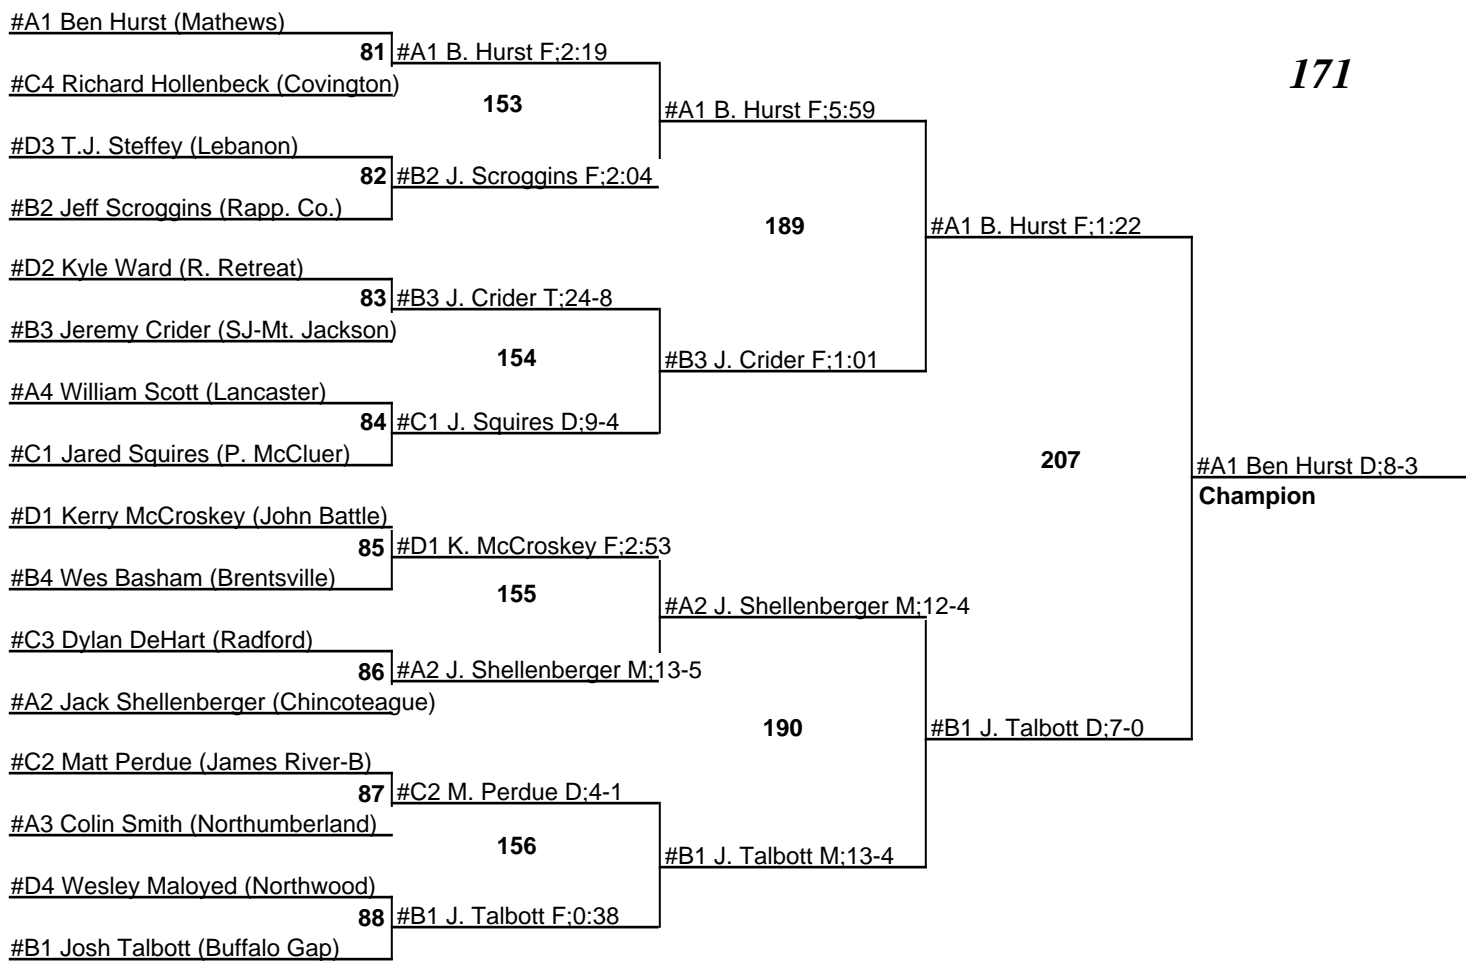 #A1 Ben Hurst (Mathews)
81 #A1 B. Hurst F;2:19
171
#C4 Richard Hollenbeck (Covington)
153
#A1 B. Hurst F;5:59
#D3 T.J. Steffey (Lebanon)
82 #B2 J. Scroggins F;2:04
#B2 Jeff Scroggins (Rapp. Co.)
189
#A1 B. Hurst F;1:22
#D2 Kyle Ward (R. Retreat)
83 #B3 J. Crider T;24-8
#B3 Jeremy Crider (SJ-Mt. Jackson)
154
#B3 J. Crider F;1:01
#A4 William Scott (Lancaster)
84 #C1 J. Squires D;9-4
#C1 Jared Squires (P. McCluer)
207
#A1 Ben Hurst D;8-3
Champion
#D1 Kerry McCroskey (John Battle)
85 #D1 K. McCroskey F;2:53
#B4 Wes Basham (Brentsville)
155
#A2 J. Shellenberger M;12-4
#C3 Dylan DeHart (Radford)
86 #A2 J. Shellenberger M;13-5
#A2 Jack Shellenberger (Chincoteague)
190
#B1 J. Talbott D;7-0
#C2 Matt Perdue (James River-B)
87 #C2 M. Perdue D;4-1
#A3 Colin Smith (Northumberland)
156
#B1 J. Talbott M;13-4
#D4 Wesley Maloyed (Northwood)
88 #B1 J. Talbott F;0:38
#B1 Josh Talbott (Buffalo Gap)